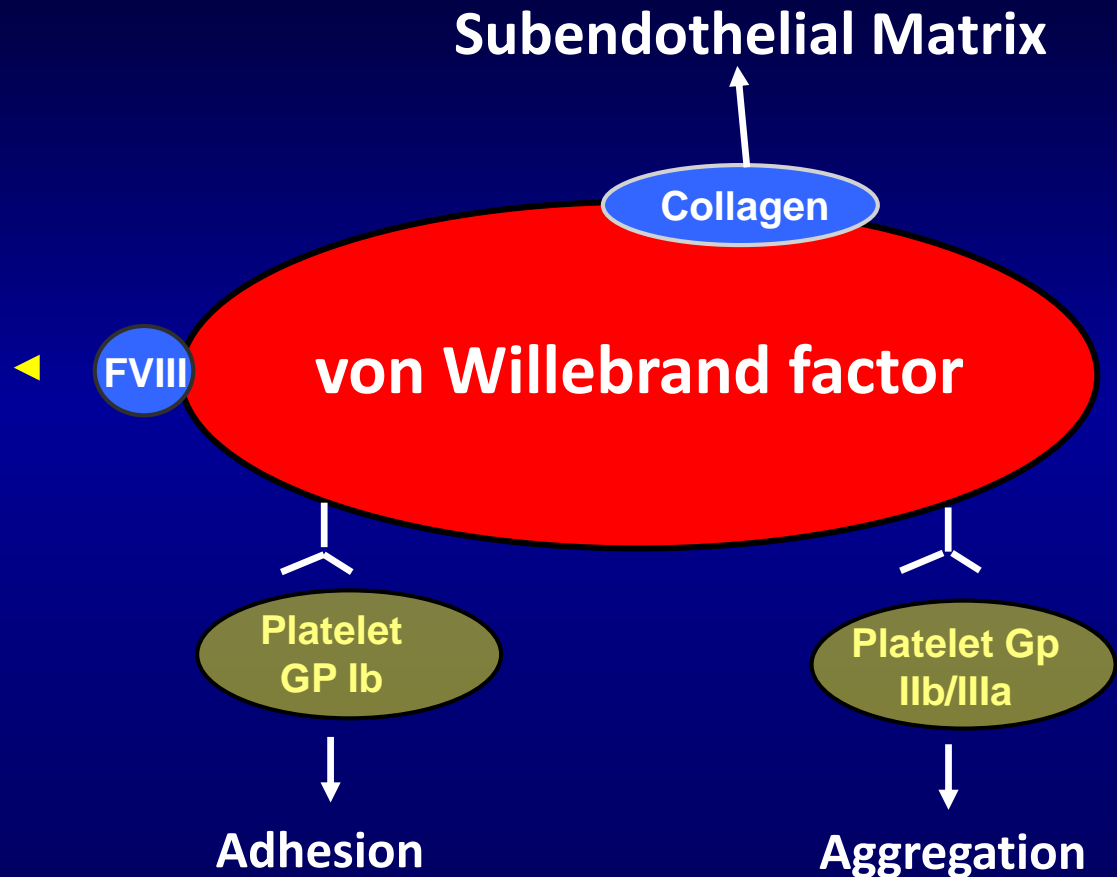 Subendothelial Matrix
Collagen
FVIII
von Willebrand factor
Platelet
GP Ib
Platelet Gp
IIb/IIIa
Adhesion
Aggregation